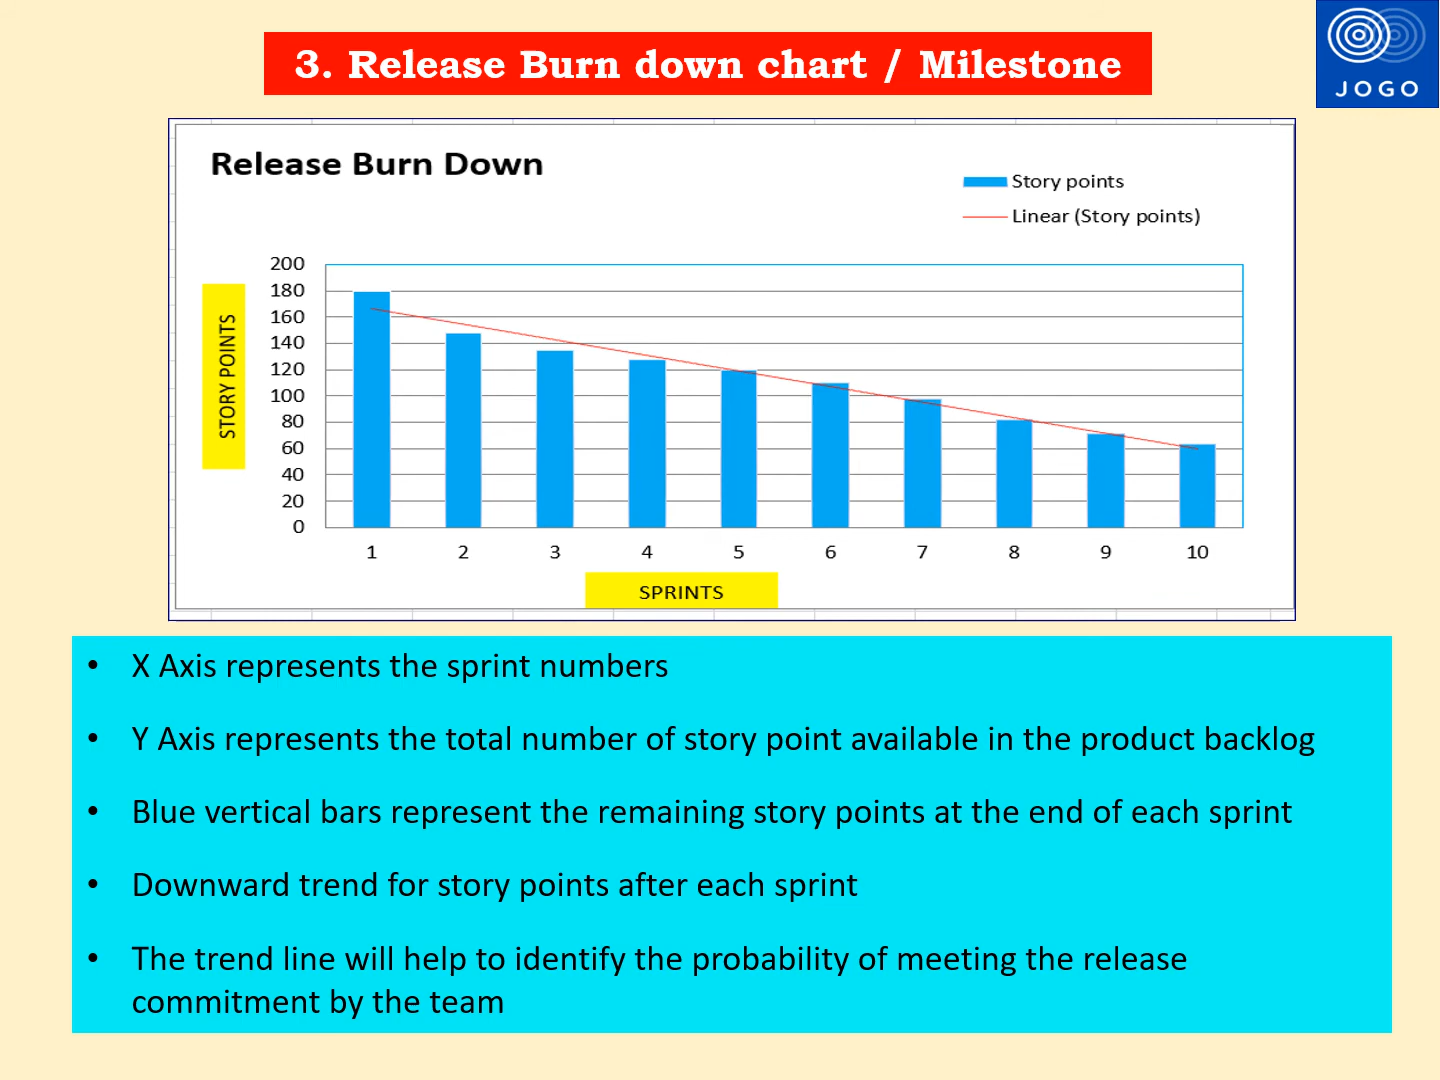 3. Release Burn down chart / Milestone
JOGO
Release Burn Down
Story points
Linear (Story points)
STORY POINTS
200
180
160
140
120
100
80
60
40
20
0
1 2 3 4 5 6 7 8 9 10
SPRINTS
• X Axis represents the sprint numbers
• Y Axis represents the total number of story point available in the product backlog
• Blue vertical bars represent the remaining story points at the end of each sprint
• Downward trend for story points after each sprint
• The trend line will help to identify the probability of meeting the release
commitment by the team